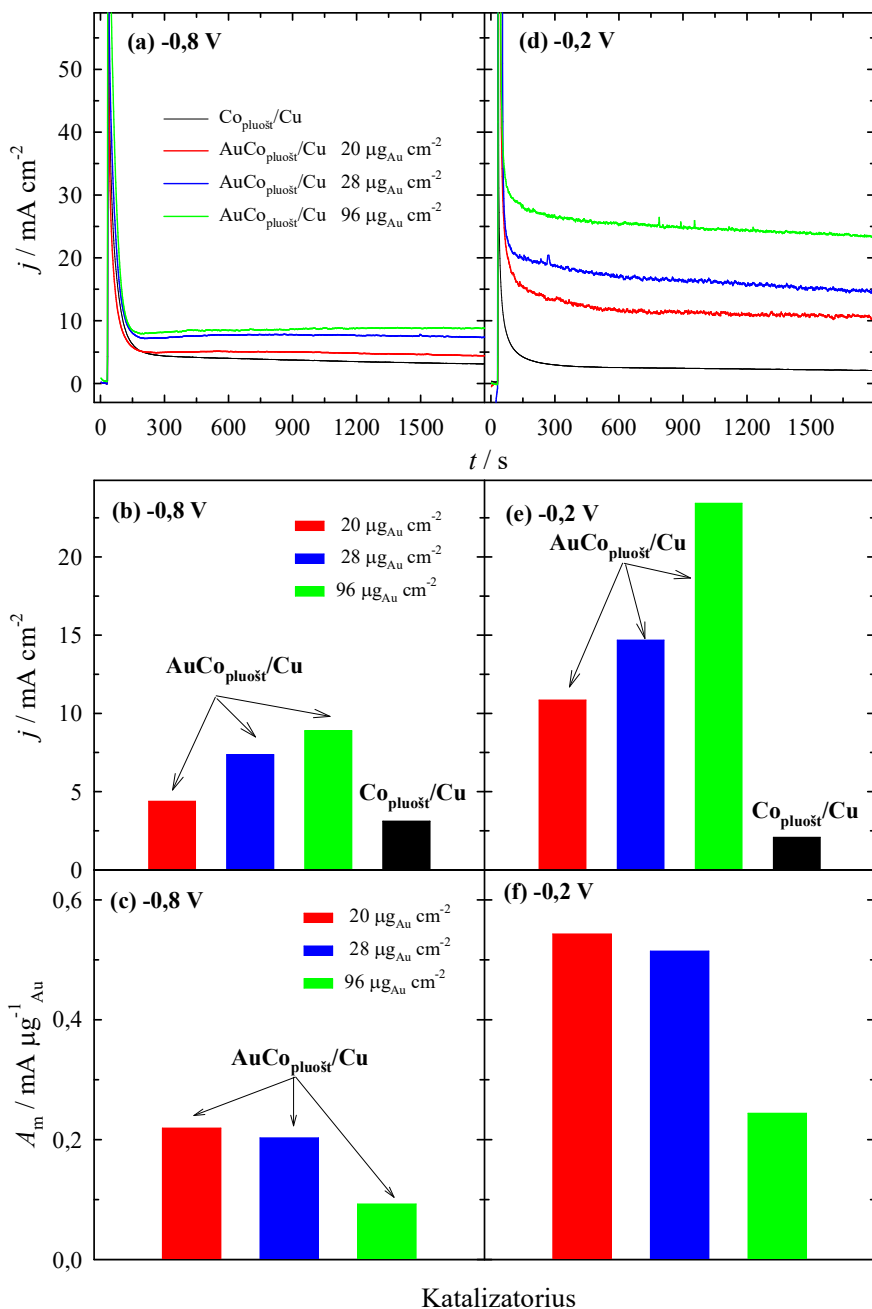 (a) -0,8 V
Co_pluošt/Cu
AuCo_pluošt/Cu 20 μg_Au cm^-2
AuCo_pluošt/Cu 28 μg_Au cm^-2
AuCo_pluošt/Cu 96 μg_Au cm^-2
j / mA cm^-2
50
40
30
20
10
0
0 300 600 900 1200 1500
(d) -0,2 V
0 300 600 900 1200 1500
t / s
(b) -0,8 V
20 μg_Au cm^-2
28 μg_Au cm^-2
96 μg_Au cm^-2
AuCo_pluošt/Cu
Co_pluošt/Cu
j / mA cm^-2
20
15
10
5
0
(e) -0,2 V
AuCo_pluošt/Cu
Co_pluošt/Cu
(c) -0,8 V
20 μg_Au cm^-2
28 μg_Au cm^-2
96 μg_Au cm^-2
AuCo_pluošt/Cu
A_m / mA μg^-1_Au
0,6
0,4
0,2
0,0
(f) -0,2 V
Katalizatorius